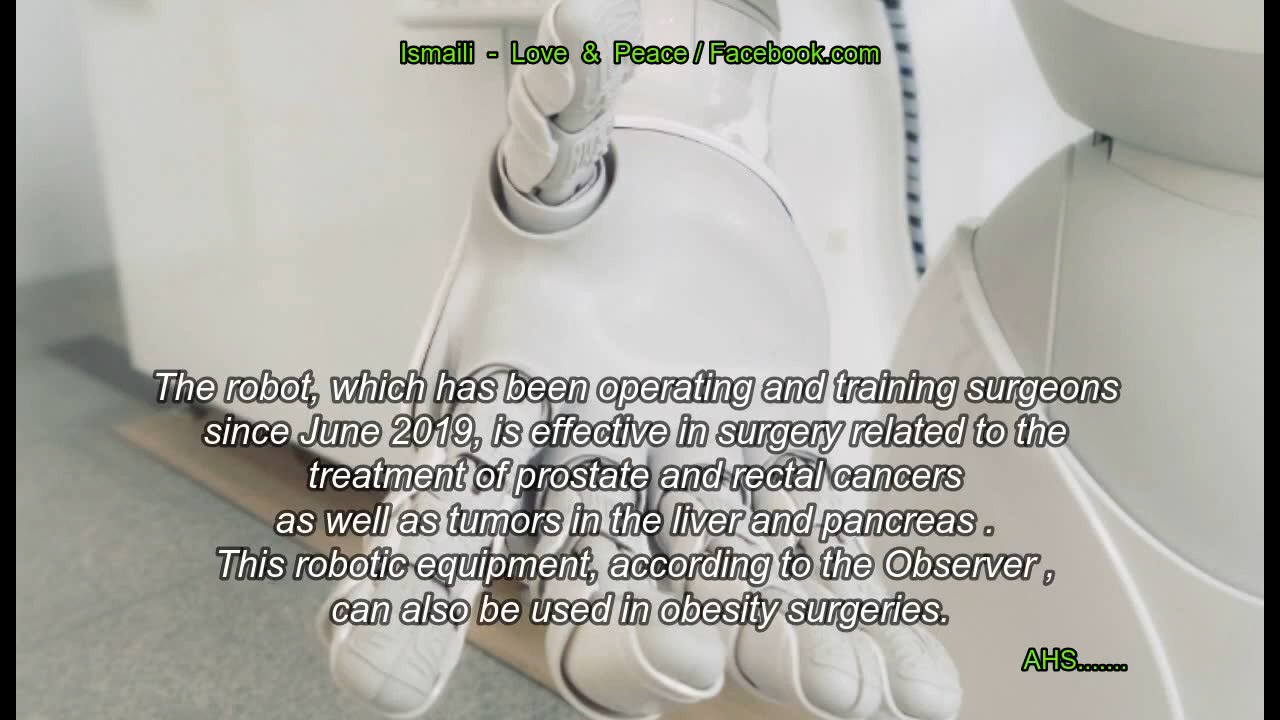 Ismaili - Love & Peace / Facebook.com
The robot, which has been operating and training surgeons
since June 2019, is effective in surgery related to the
treatment of prostate and rectal cancers
as well as tumors in the liver and pancreas .
This robotic equipment, according to the Observer ,
can also be used in obesity surgeries.
AHS.......